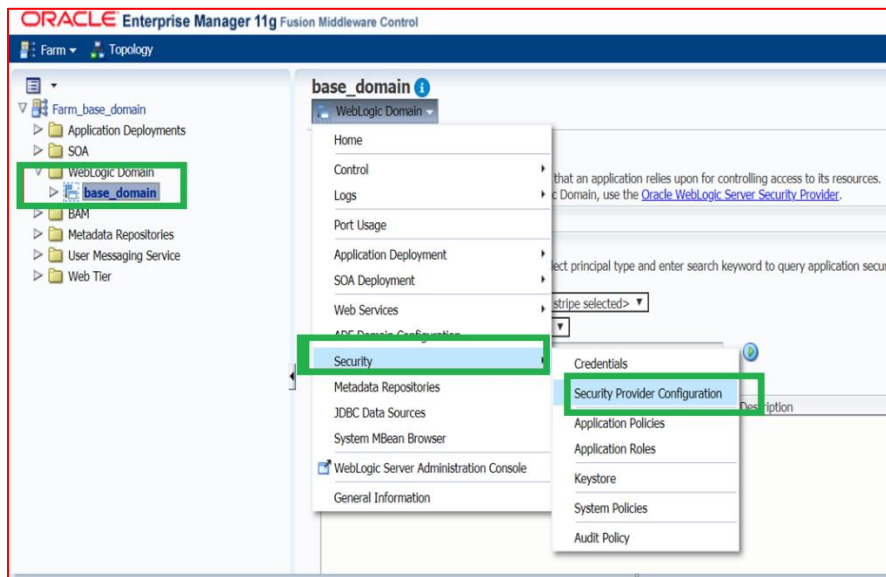 ORACLE Enterprise Manager 11g Fusion Middleware Control
Farm Topology
Farm_base_domain
Application Deployments
SOA
WebLogic Domain
base_domain
BAM
Metadata Repositories
User Messaging Service
Web Tier
base_domain
WebLogic Domain
Home
Control
Logs
Port Usage
Application Deployment
SOA Deployment
Web Services
ADF Domain Configuration
Security
Metadata Repositories
JDBC Data Sources
System MBean Browser
WebLogic Server Administration Console
General Information
that an application relies upon for controlling access to its resources.
c Domain, use the Oracle WebLogic Server Security Provider.
lect principal type and enter search keyword to query application secur
stripe selected>
Credentials
Security Provider Configuration
Application Policies
Application Roles
Keystore
System Policies
Audit Policy
Description